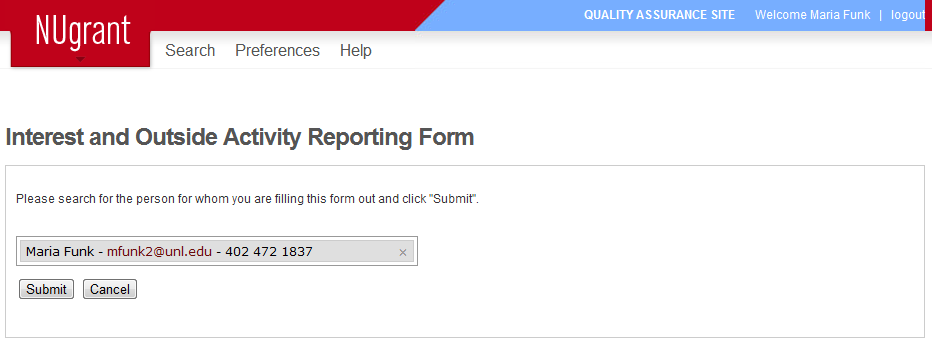 QUALITY ASSURANCE SITE Welcome Maria Funk | logout
NUgrant
Search Preferences Help
Interest and Outside Activity Reporting Form
Please search for the person for whom you are filling this form out and click "Submit".
Maria Funk - mfunk2@unl.edu - 402 472 1837 ×
Submit Cancel